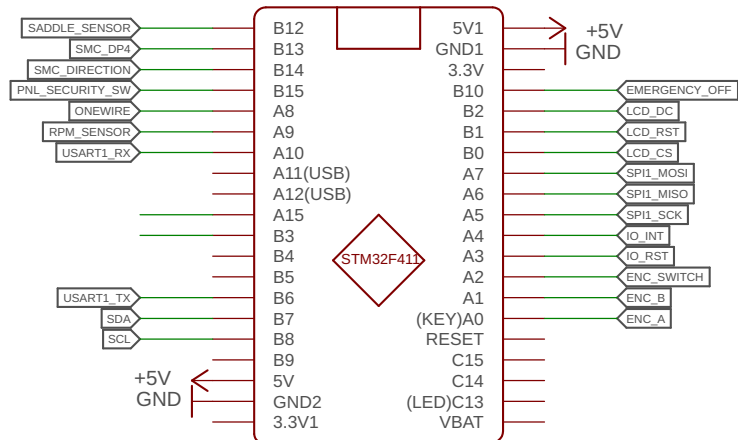 SADDLE_SENSOR B12 5V1 +5V
SMC_DP4 B13 GND1 GND
SMC_DIRECTION B14 3.3V
PNL_SECURITY_SW B15 B10 EMERGENCY_OFF
ONEWIRE A8 B2 LCD_DC
RPM_SENSOR A9 B1 LCD_RST
USART1_RX A10 B0 LCD_CS
A11(USB) A7 SPI1_MOSI
A12(USB) A6 SPI1_MISO
A15 A5 SPI1_SCK
B3 A4 IO_INT
B4 STM32F411 A3 IO_RST
B5 A2 ENC_SWITCH
USART1_TX B6 A1 ENC_B
SDA B7 (KEY)A0 ENC_A
SCL B8 RESET
B9 C15
+5V 5V C14
GND GND2 (LED)C13
3.3V1 VBAT